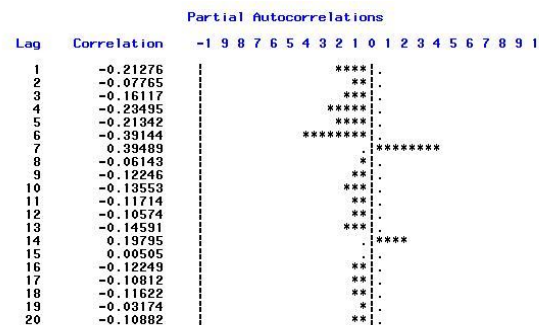 Partial Autocorrelations
Lag Correlation -1 9 8 7 6 5 4 3 2 1 0 1 2 3 4 5 6 7 8 9 1
1 -0.21276 | ****| . |
2 -0.07765 | **| . |
3 -0.16117 | ***| . |
4 -0.23495 | *****| . |
5 -0.21342 | ****| . |
6 -0.39144 | ********| . |
7 0.39489 | . |******** |
8 -0.06143 | *| . |
9 -0.12246 | **| . |
10 -0.13553 | ***| . |
11 -0.11714 | **| . |
12 -0.10574 | **| . |
13 -0.14591 | ***| . |
14 0.19795 | . |**** |
15 0.00505 | . | . |
16 -0.12249 | **| . |
17 -0.10812 | **| . |
18 -0.11622 | **| . |
19 -0.03174 | *| . |
20 -0.10882 | **| . |